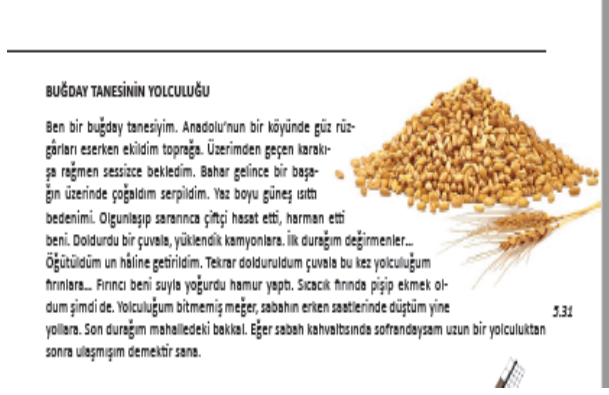 BUĞDAY TANESİNİN YOLCULUĞU
Ben bir buğday tanesiyim. Anadolu'nun bir köyünde güz rüz-
gârları eserken ekildim toprağa. Üzerimden geçen karakı-
şa rağmen sessizce bekledim. Bahar gelince bir başa-
ğın üzerinde çoğaldım serpildim. Yaz boyu güneş ısıttı
bedenimi. Olgunlaşıp sararınca çiftçi hasat etti, harman etti
beni. Doldurdu bir çuvala, yüklendik kamyonlara. İlk durağım değirmenler...
Öğütüldüm un hâline getirildim. Tekrar dolduruldum çuvala bu kez yolculuğum
fırınlara... Fırıncı beni suyla yoğurdu hamur yaptı. Sıcacık fırında pişip ekmek ol-
dum şimdi de. Yolculuğum bitmemiş meğer, sabahın erken saatlerinde düştüm yine
yollara. Son durağım mahalledeki bakkal. Eğer sabah kahvaltısında sofrandaysam uzun bir yolculuktan
sonra ulaşmışım demektir sana.
5.31